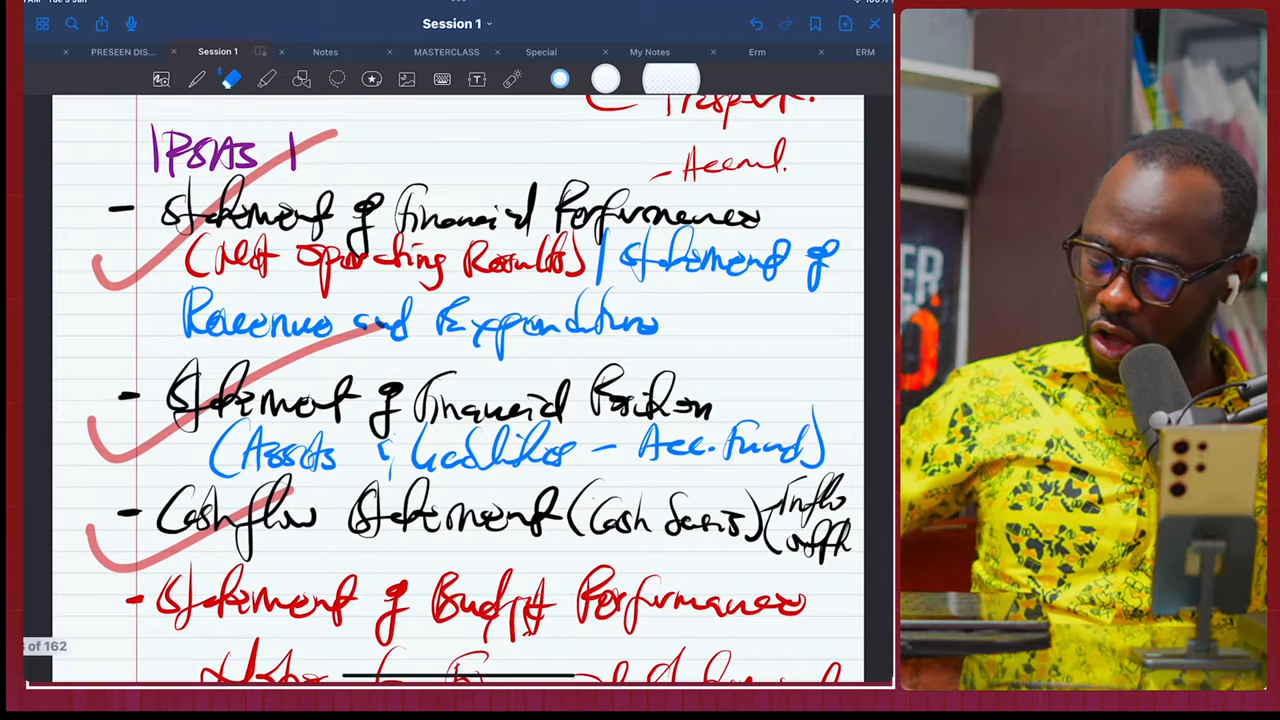 Session 1
PRESEEN DIS...
Session 1
Notes
MASTERCLASS
Special
My Notes
Erm
ERM
IPSAS 1
- Accrual.
- Statement of Financial Performance
(Net Operating Results) / Statement of
Revenue and Expenditure
- Statement of Financial Position
(Assets & Liabilities - Acc. Fund)
- Cashflow Statement (Cash Basis) - Inflow
- Statement of Budget Performance
of 162